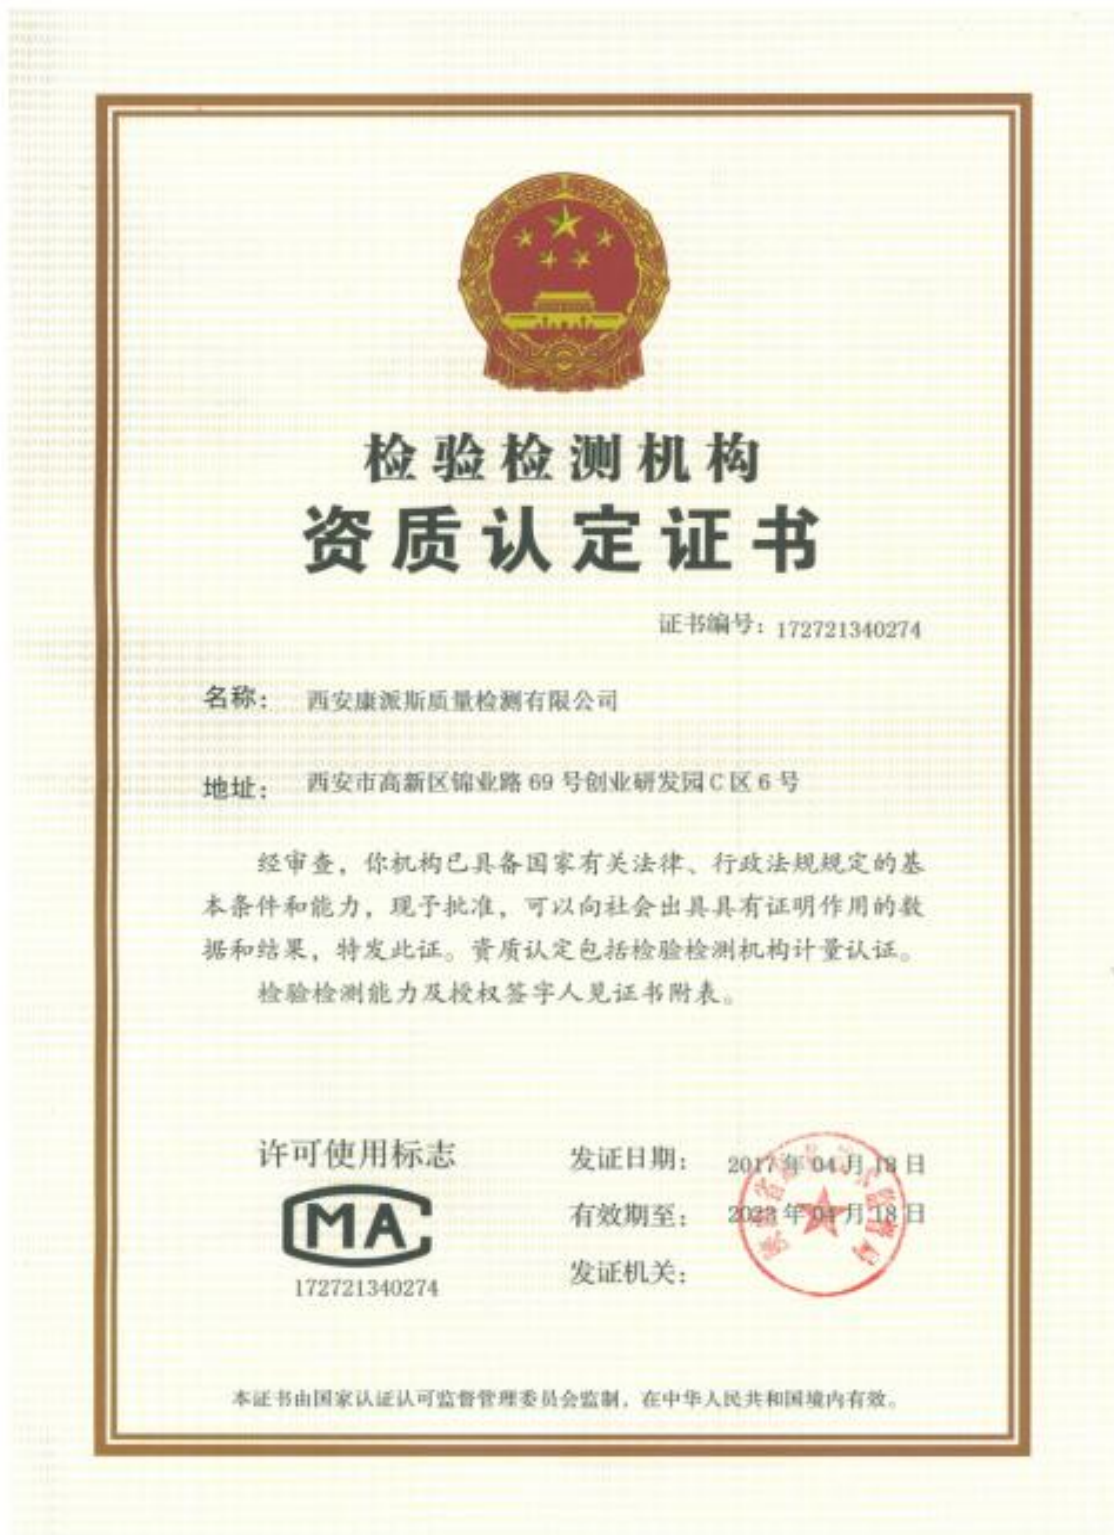 检验检测机构
资质认定证书
证书编号：172721340274
名称： 西安康派斯质量检测有限公司
地址： 西安市高新区锦业路 69 号创业研发园 C 区 6 号
经审查，你机构已具备国家有关法律、行政法规规定的基
本条件和能力，现予批准，可以向社会出具具有证明作用的数
据和结果，特发此证。资质认定包括检验检测机构计量认证。
检验检测能力及授权签字人见证书附表。
许可使用标志
MA
172721340274
发证日期： 2017 年 04 月 18 日
有效期至： 2023 年 04 月 18 日
发证机关：
本证书由国家认证认可监督管理委员会监制，在中华人民共和国境内有效。